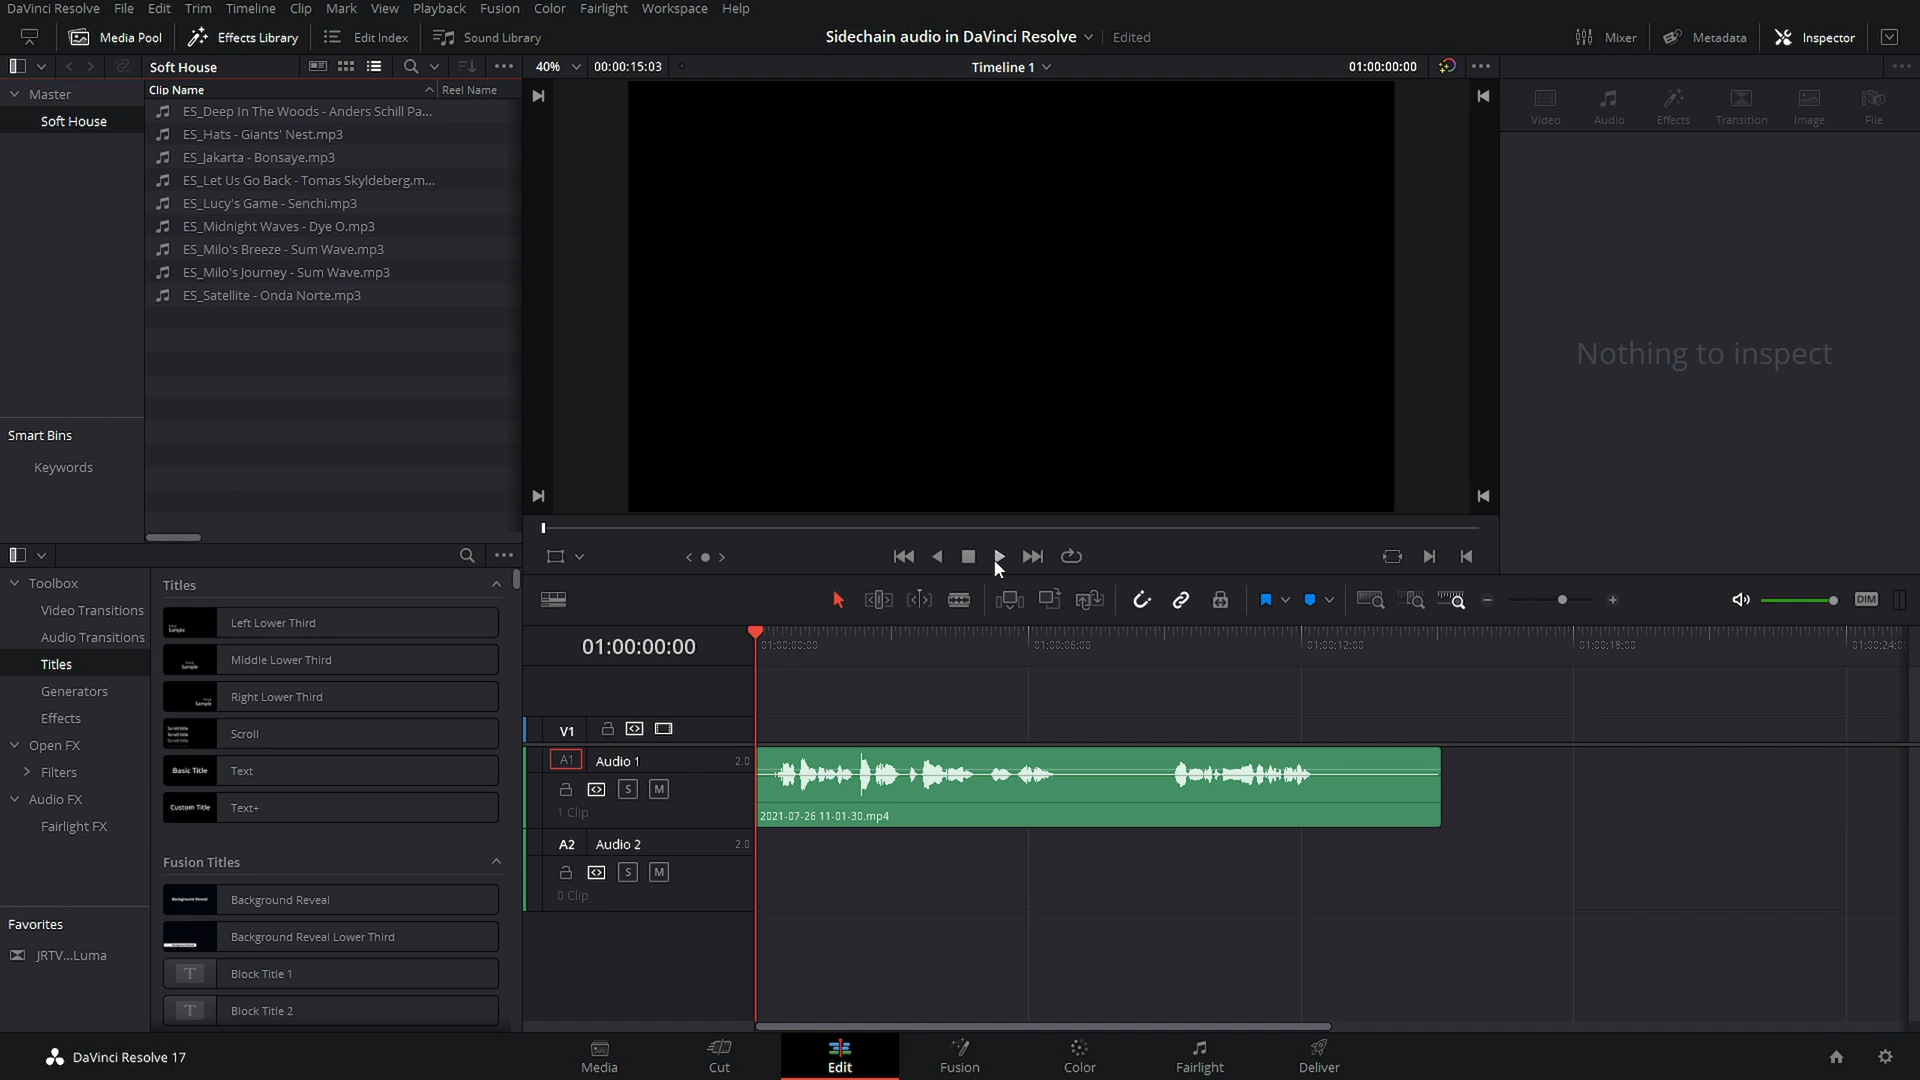 DaVinci Resolve File Edit Trim Timeline Clip Mark View Playback Fusion Color Fairlight Workspace Help
Media Pool Effects Library Edit Index Sound Library Sidechain audio in DaVinci Resolve Edited Mixer Metadata Inspector
Soft House 40% 00:00:15:03 Timeline 1 01:00:00:00
Master
Soft House
Smart Bins
Keywords
Clip Name Reel Name
ES_Deep In The Woods - Anders Schill Pa...
ES_Hats - Giants' Nest.mp3
ES_Jakarta - Bonsaye.mp3
ES_Let Us Go Back - Tomas Skyldeberg.m...
ES_Lucy's Game - Senchi.mp3
ES_Midnight Waves - Dye O.mp3
ES_Milo's Breeze - Sum Wave.mp3
ES_Milo's Journey - Sum Wave.mp3
ES_Satellite - Onda Norte.mp3
Video Audio Effects Transition Image File
Nothing to inspect
Toolbox
Video Transitions
Audio Transitions
Titles
Generators
Effects
Open FX
Filters
Audio FX
Fairlight FX
Favorites
JRTV...Luma
Titles
Left Lower Third
Middle Lower Third
Right Lower Third
Scroll
Basic Title Text
Custom Title Text+
Fusion Titles
Background Reveal
Background Reveal Lower Third
T Block Title 1
T Block Title 2
DIM
01:00:00:00 01:00:00:00 01:00:06:00 01:00:12:00 01:00:18:00 01:00:24:0
V1
A1 Audio 1 2.0
S M
1 Clip
2021-07-26 11-01-30.mp4
A2 Audio 2 2.0
S M
0 Clip
DaVinci Resolve 17 Media Cut Edit Fusion Color Fairlight Deliver